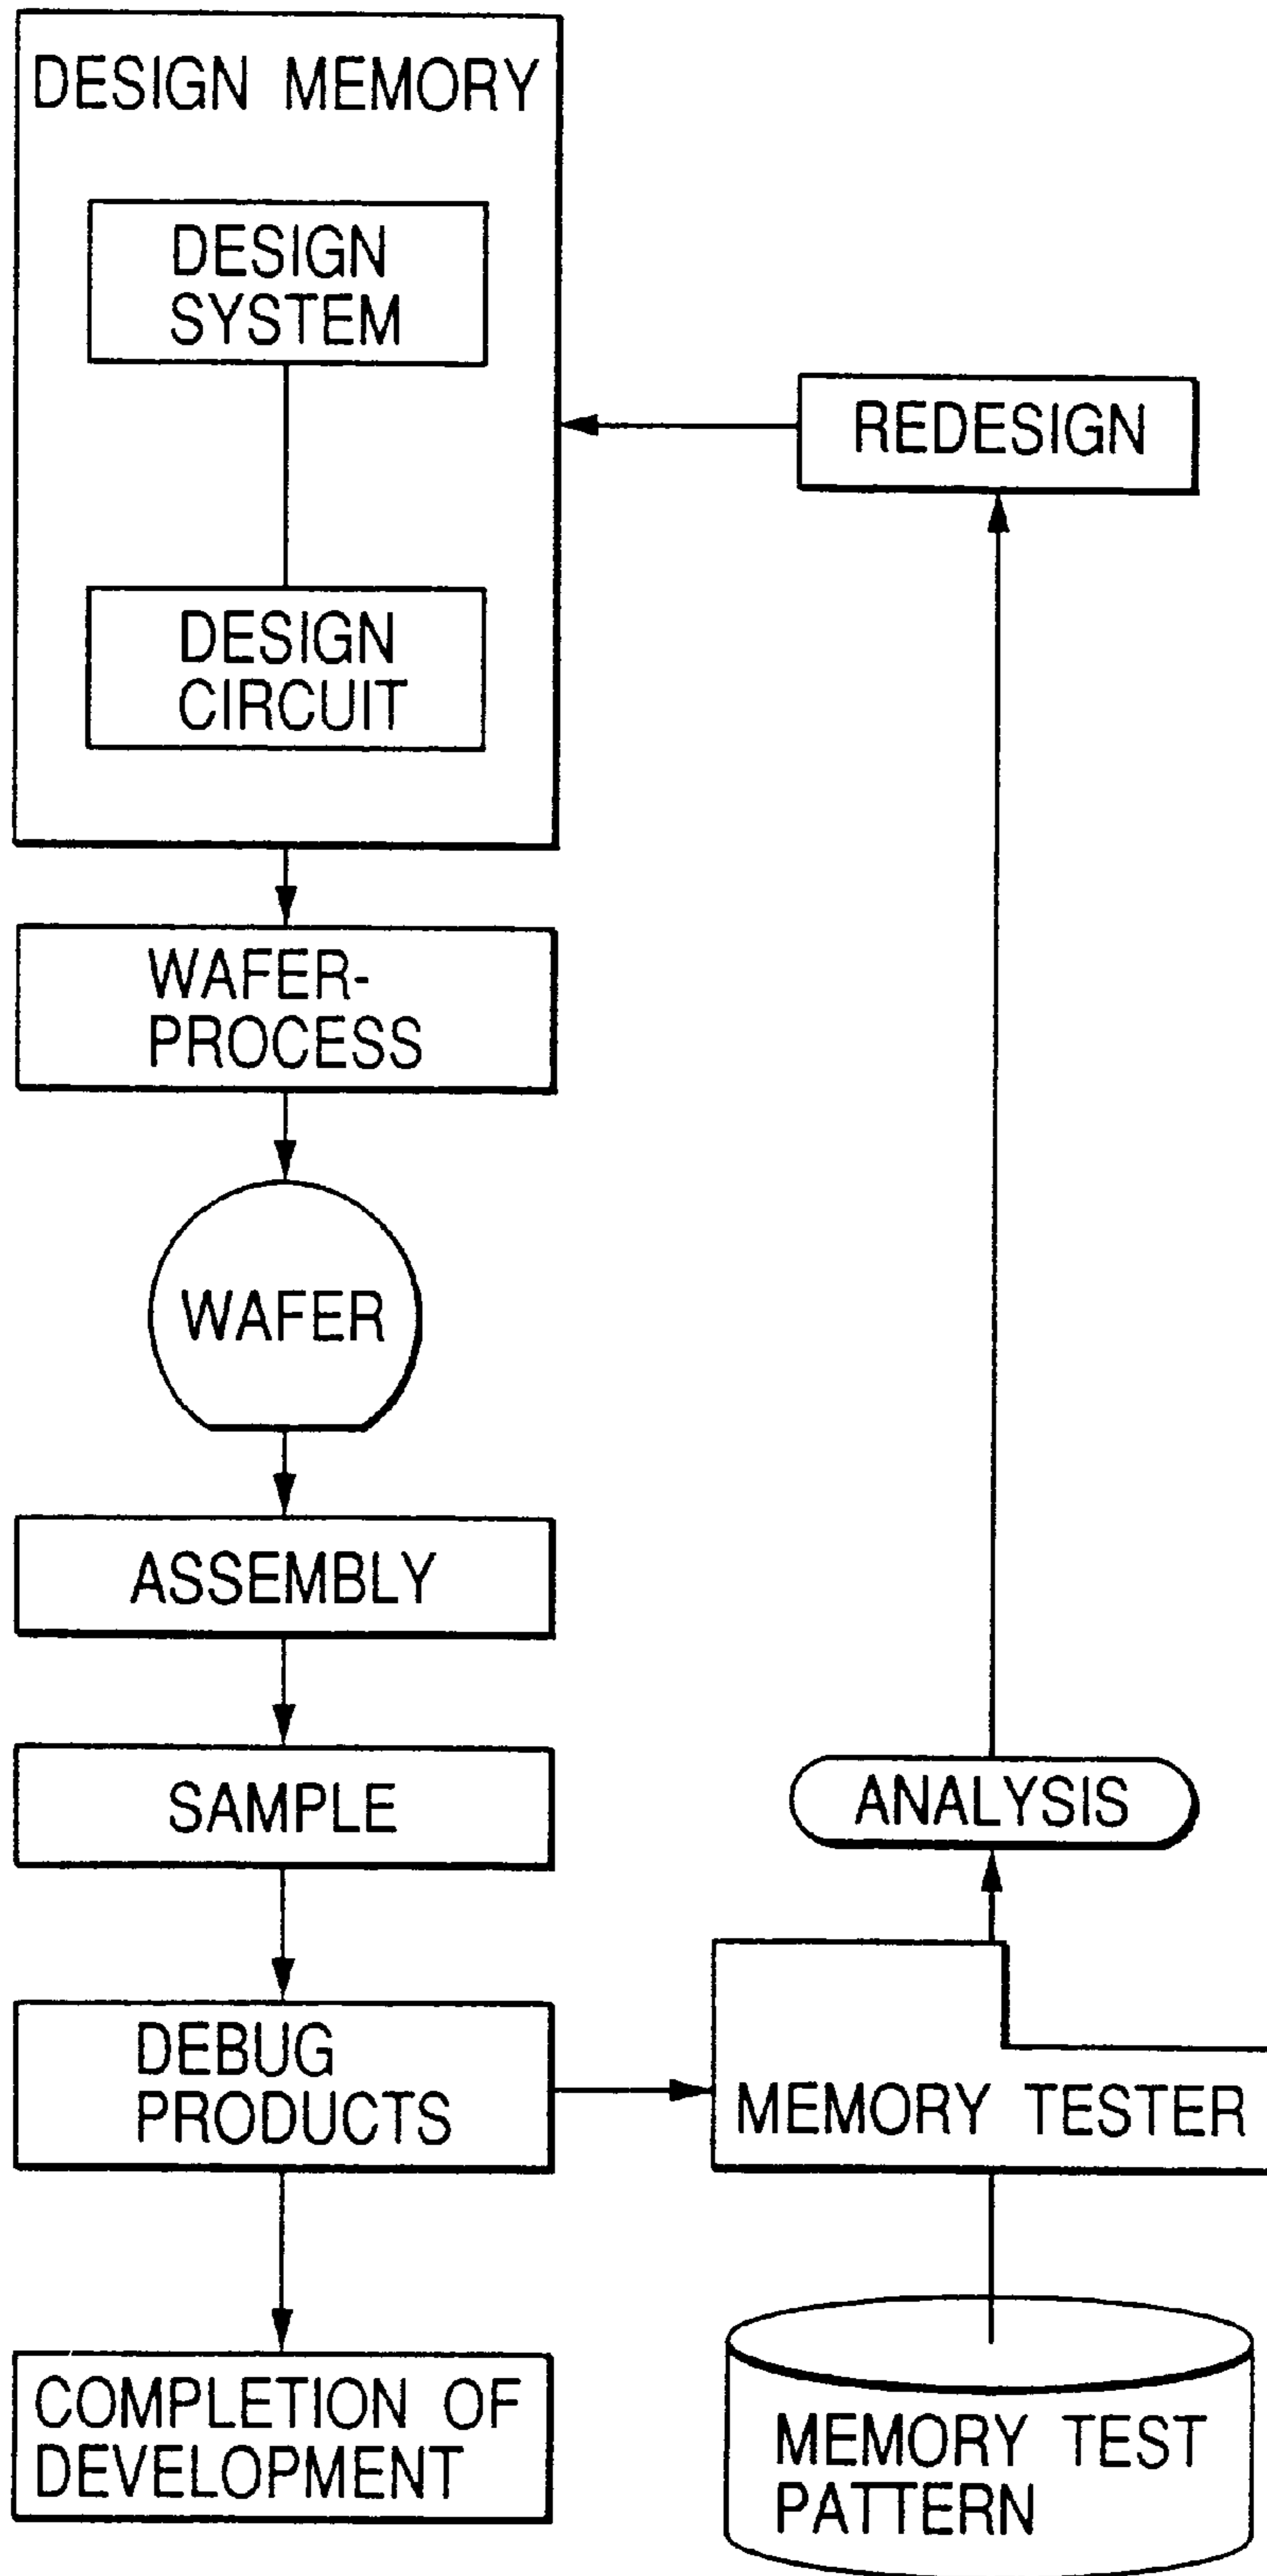 DESIGN MEMORY
DESIGN
SYSTEM
REDESIGN
DESIGN
CIRCUIT
WAFER-
PROCESS
WAFER
ASSEMBLY
SAMPLE
ANALYSIS
DEBUG
PRODUCTS
MEMORY TESTER
COMPLETION OF
DEVELOPMENT
MEMORY TEST
PATTERN